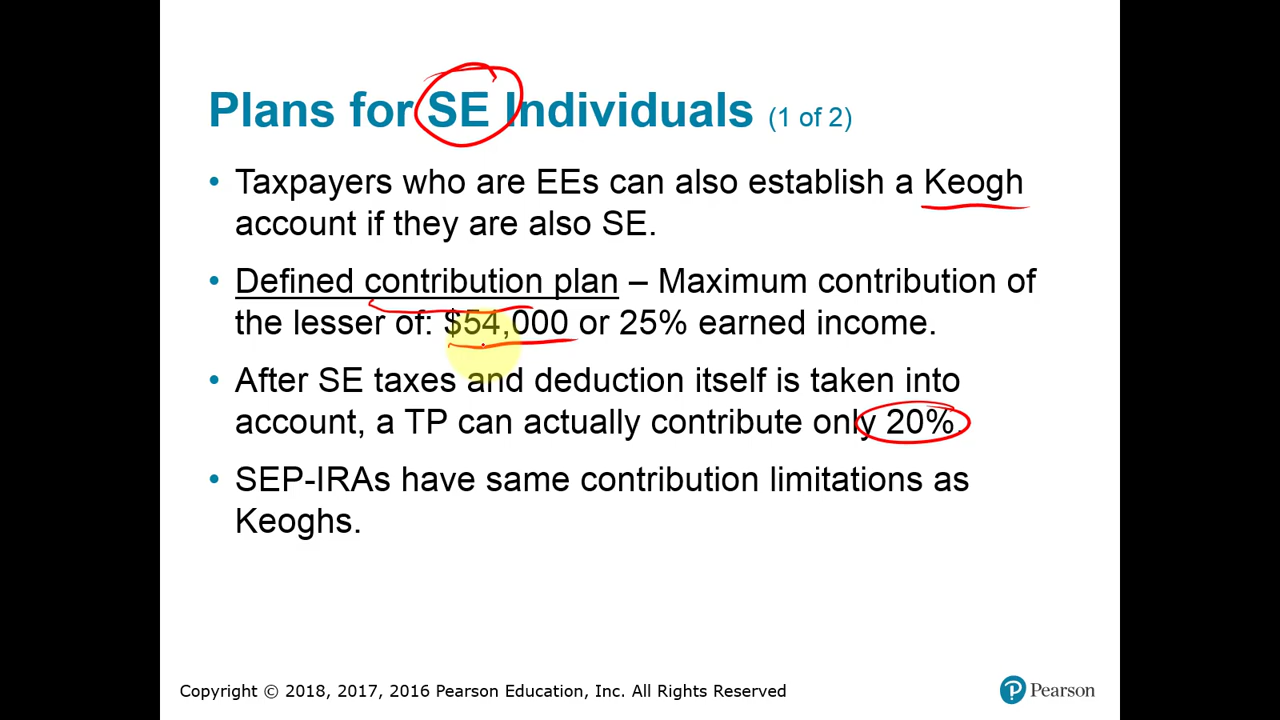 Plans for SE Individuals (1 of 2)
• Taxpayers who are EEs can also establish a Keogh
account if they are also SE.
• Defined contribution plan – Maximum contribution of
the lesser of: $54,000 or 25% earned income.
• After SE taxes and deduction itself is taken into
account, a TP can actually contribute only 20%.
• SEP-IRAs have same contribution limitations as
Keoghs.
Copyright © 2018, 2017, 2016 Pearson Education, Inc. All Rights Reserved
P Pearson